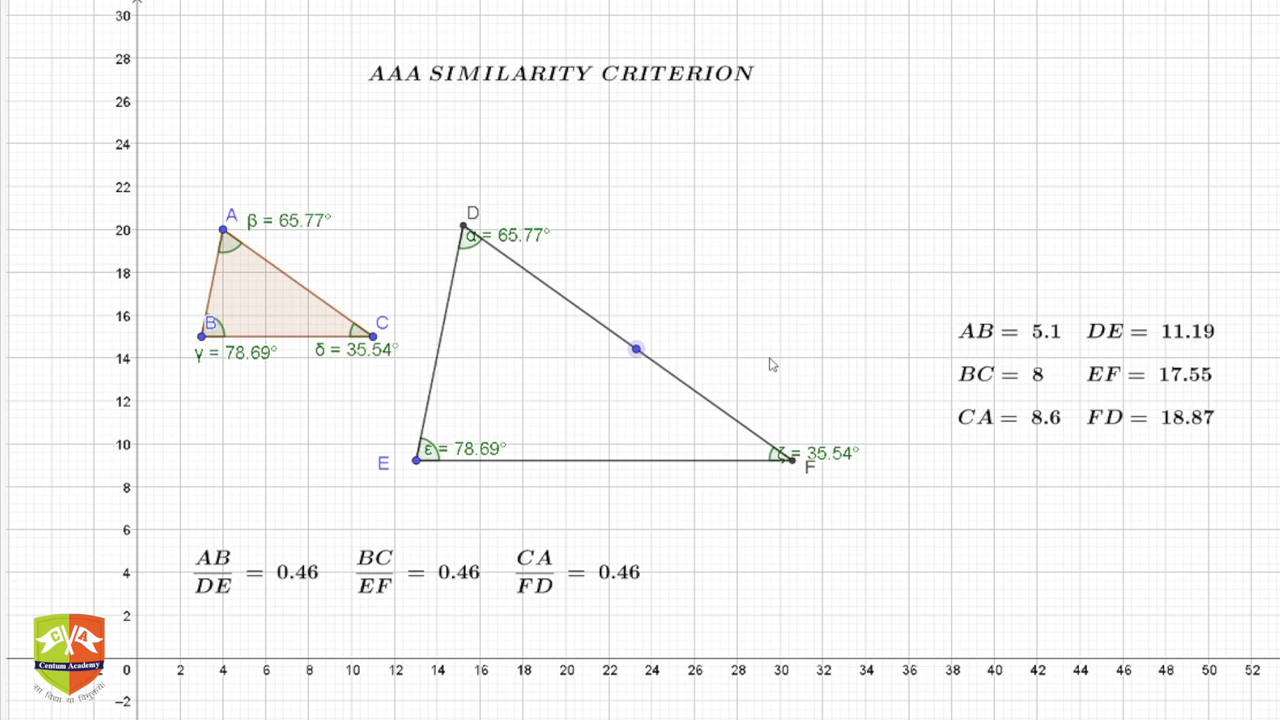 AAA SIMILARITY CRITERION
30
28
26
24
22
20
18
16
14
12
10
8
6
4
2
0
–2
A
β = 65.77°
B
γ = 78.69°
C
δ = 35.54°
D
α = 65.77°
E
ε = 78.69°
F
ζ = 35.54°
AB = 5.1 DE = 11.19
BC = 8 EF = 17.55
CA = 8.6 FD = 18.87
AB/DE = 0.46 BC/EF = 0.46 CA/FD = 0.46
2 4 6 8 10 12 14 16 18 20 22 24 26 28 30 32 34 36 38 40 42 44 46 48 50 52
C A
Centum Academy